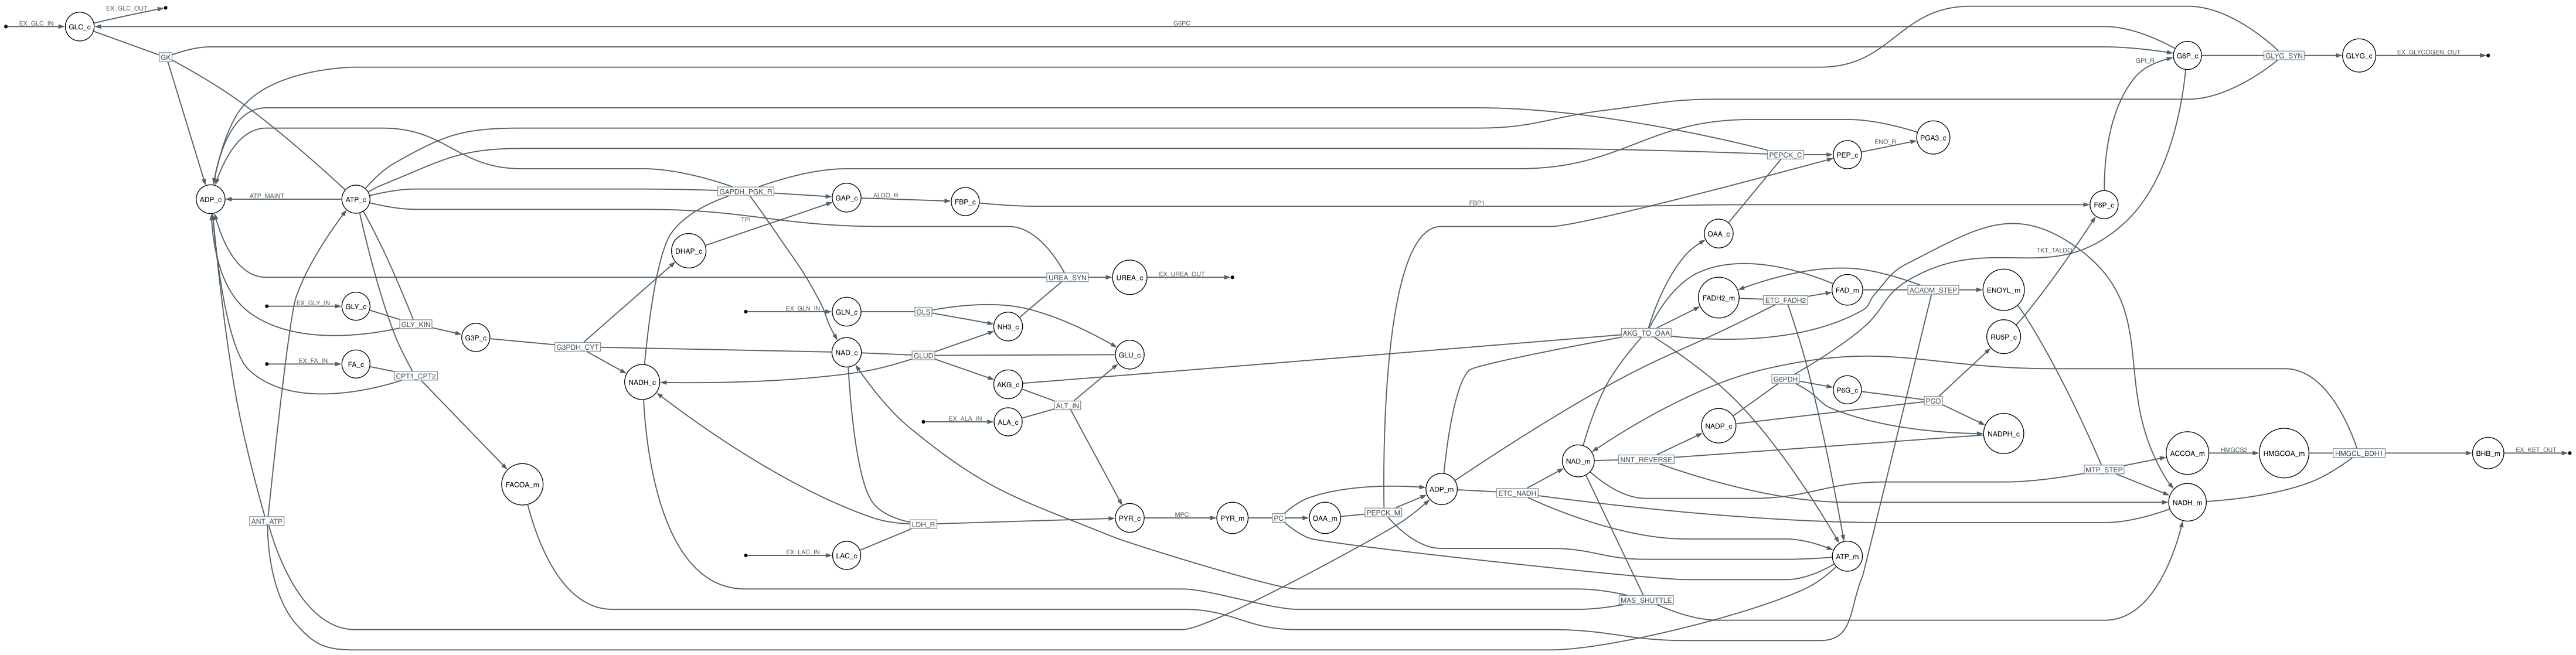 EX_GLC_OUT
EX_GLC_IN
GLC_c
G6PC
GK
G6P_c
GLYG_SYN
GLYG_c
EX_GLYCOGEN_OUT
GPI_R
PGA3_c
ENO_R
PEPCK_C
PEP_c
GAPDH_PGK_R
ATP_MAINT
ADP_c
ATP_c
GAP_c
ALDO_R
FBP_c
FBP1
F6P_c
TPI
OAA_c
DHAP_c
TKT_TALDO
UREA_SYN
UREA_c
EX_UREA_OUT
FAD_m
ACADM_STEP
ENOYL_m
FADH2_m
ETC_FADH2
EX_GLY_IN
GLY_c
EX_GLN_IN
GLN_c
GLS
GLY_KIN
NH3_c
AKG_TO_OAA
G3P_c
RU5P_c
G3PDH_CYT
NAD_c
GLUD
GLU_c
EX_FA_IN
FA_c
CPT1_CPT2
NADH_c
AKG_c
G6PDH
P6G_c
PGD
ALT_IN
EX_ALA_IN
ALA_c
NADP_c
NADPH_c
NAD_m
NNT_REVERSE
ACCOA_m
HMGCS2
HMGCOA_m
HMGCL_BDH1
BHB_m
EX_KET_OUT
MTP_STEP
FACOA_m
ADP_m
ETC_NADH
NADH_m
ANT_ATP
LDH_R
PYR_c
MPC
PYR_m
PC
OAA_m
PEPCK_M
EX_LAC_IN
LAC_c
ATP_m
MAS_SHUTTLE